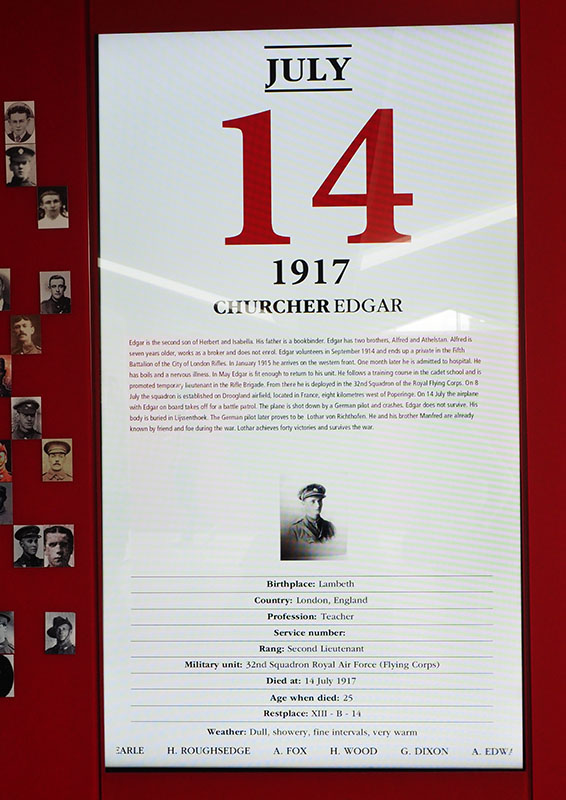 JULY
14
1917
CHURCHER EDGAR
Edgar is the second son of Herbert and Isabella. His father is a bookbinder. Edgar has two brothers, Alfred and Athelstan. Alfred is
seven years older, works as a broker and does not enrol. Edgar volunteers in September 1914 and ends up a private in the Fifth
Battalion of the City of London Rifles. In January 1915 he arrives on the western front. One month later he is admitted to hospital. He
has boils and a nervous illness. In May Edgar is fit enough to return to his unit. He follows a training course in the cadet school and is
promoted temporary lieutenant in the Rifle Brigade. From there he is deployed in the 32nd Squadron of the Royal Flying Corps. On 8
July the squadron is established on Droogland airfield, located in France, eight kilometres west of Poperinge. On 14 July the airplane
with Edgar on board takes off for a battle patrol. The plane is shot down by a German pilot and crashes. Edgar does not survive. His
body is buried in Lijssenthoek. The German pilot later proves to be Lothar von Richthofen. He and his brother Manfred are already
known by friend and foe during the war. Lothar achieves forty victories and survives the war.
Birthplace: Lambeth
Country: London, England
Profession: Teacher
Service number:
Rang: Second Lieutenant
Military unit: 32nd Squadron Royal Air Force (Flying Corps)
Died at: 14 July 1917
Age when died: 25
Restplace: XIII - B - 14
Weather: Dull, showery, fine intervals, very warm
EARLE H. ROUGHSEDGE A. FOX H. WOOD G. DIXON A. EDWA